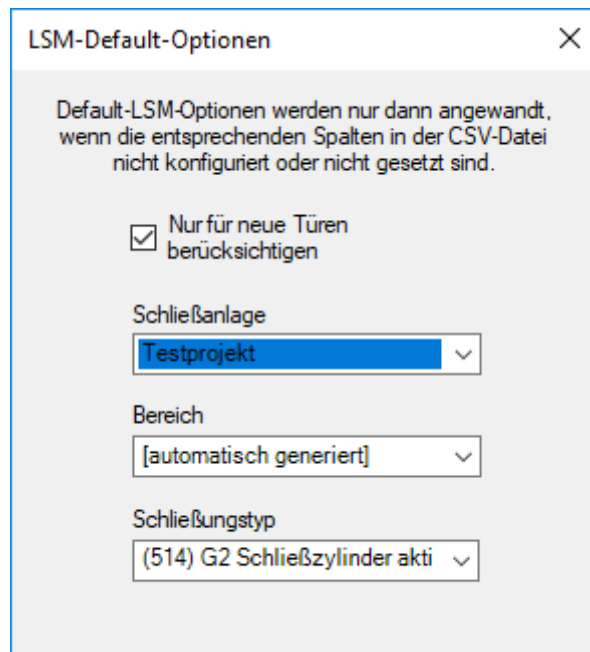 LSM-Default-Optionen
Default-LSM-Optionen werden nur dann angewandt,
wenn die entsprechenden Spalten in der CSV-Datei
nicht konfiguriert oder nicht gesetzt sind.
Nur für neue Türen
berücksichtigen
Schließanlage
Testprojekt
Bereich
[automatisch generiert]
Schließungstyp
(514) G2 Schließzylinder akti